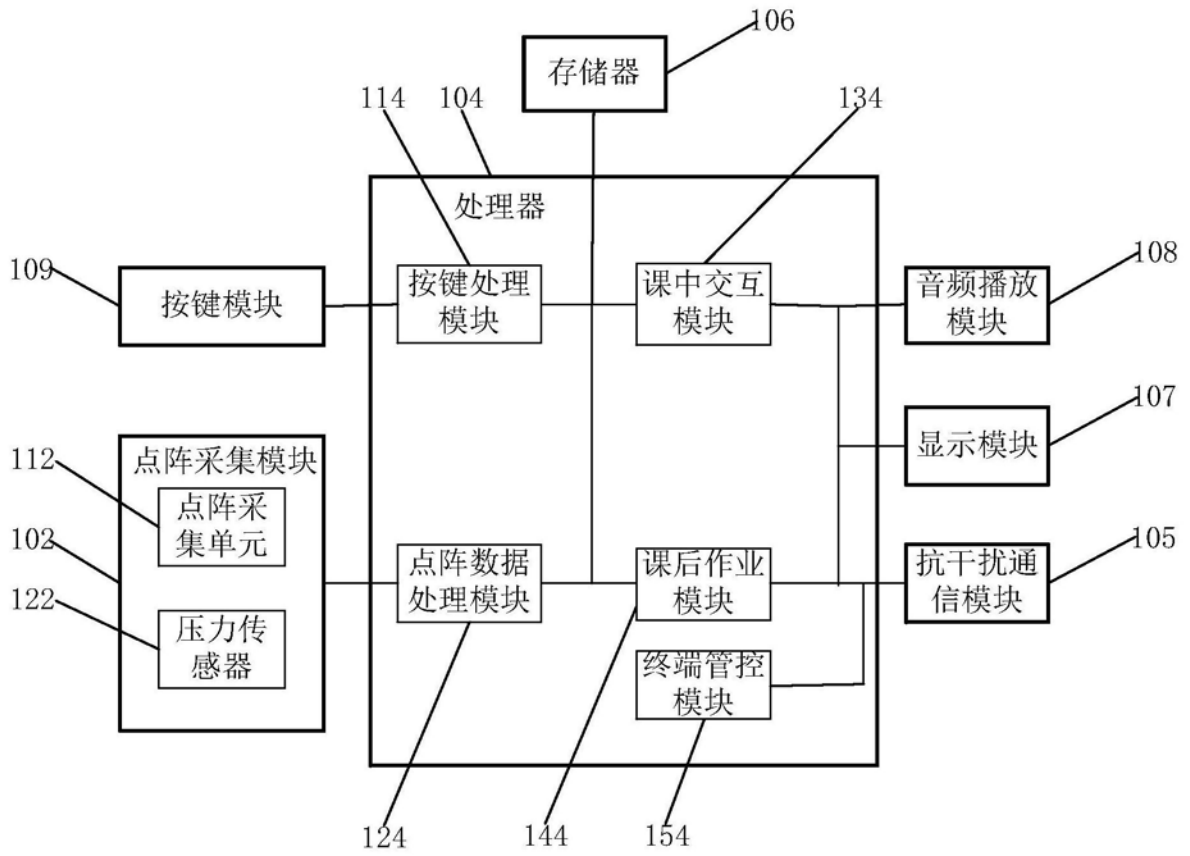 106
存储器
114
104
134
处理器
109
按键模块
按键处理
模块
课中交互
模块
音频播放
模块
108
107
显示模块
112
点阵采集模块
点阵采
集单元
102
122
压力传
感器
点阵数据
处理模块
课后作业
模块
抗干扰通
信模块
105
终端管控
模块
124
144
154